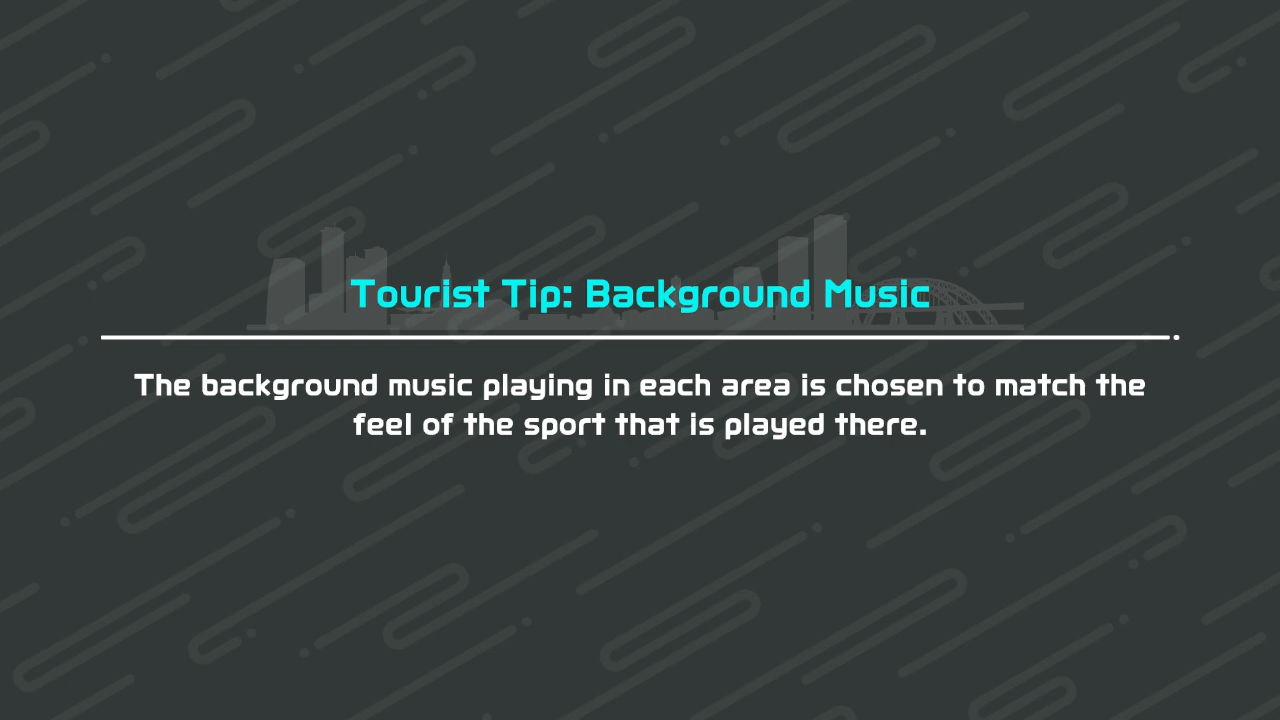 Tourist Tip: Background Music
The background music playing in each area is chosen to match the
feel of the sport that is played there.